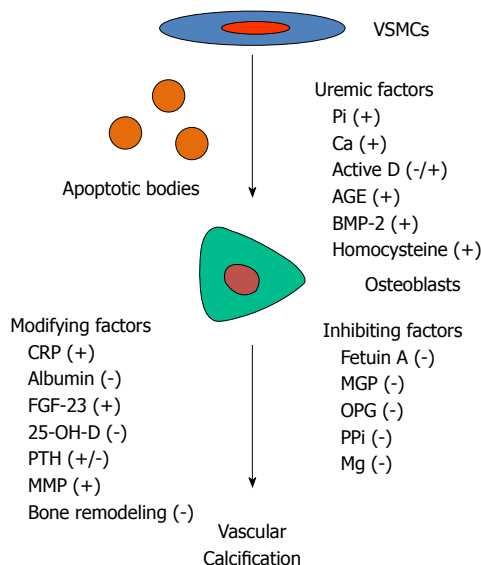 VSMCs
Uremic factors
Pi (+)
Ca (+)
Active D (-/+)
AGE (+)
BMP-2 (+)
Homocysteine (+)
Apoptotic bodies
Osteoblasts
Modifying factors
CRP (+)
Albumin (-)
FGF-23 (+)
25-OH-D (-)
PTH (+/-)
MMP (+)
Bone remodeling (-)
Inhibiting factors
Fetuin A (-)
MGP (-)
OPG (-)
PPi (-)
Mg (-)
Vascular
Calcification